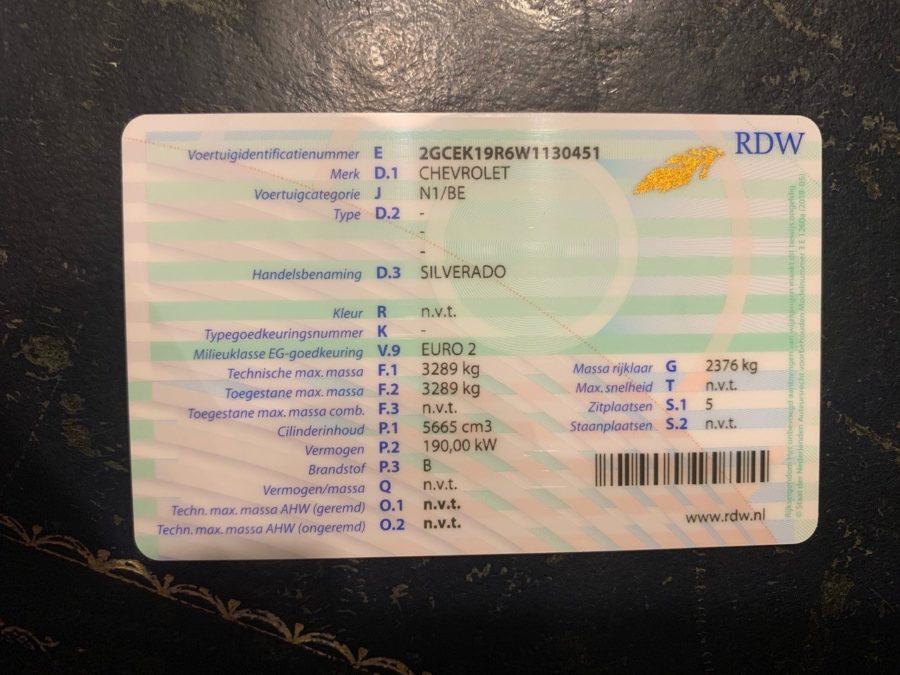 RDW
Voertuigidentificatienummer E 2GCEK19R6W1130451
Merk D.1 CHEVROLET
Voertuigcategorie J N1/BE
Type D.2 -
-
-
Handelsbenaming D.3 SILVERADO
Kleur R n.v.t.
Typegoedkeuringsnummer K -
Milieuklasse EG-goedkeuring V.9 EURO 2
Technische max. massa F.1 3289 kg
Toegestane max. massa F.2 3289 kg
Toegestane max. massa comb. F.3 n.v.t.
Cilinderinhoud P.1 5665 cm3
Vermogen P.2 190,00 kW
Brandstof P.3 B
Vermogen/massa Q n.v.t.
Techn. max. massa AHW (geremd) O.1 n.v.t.
Techn. max. massa AHW (ongeremd) O.2 n.v.t.
Massa rijklaar G 2376 kg
Max. snelheid T n.v.t.
Zitplaatsen S.1 5
Staanplaatsen S.2 n.v.t.
www.rdw.nl